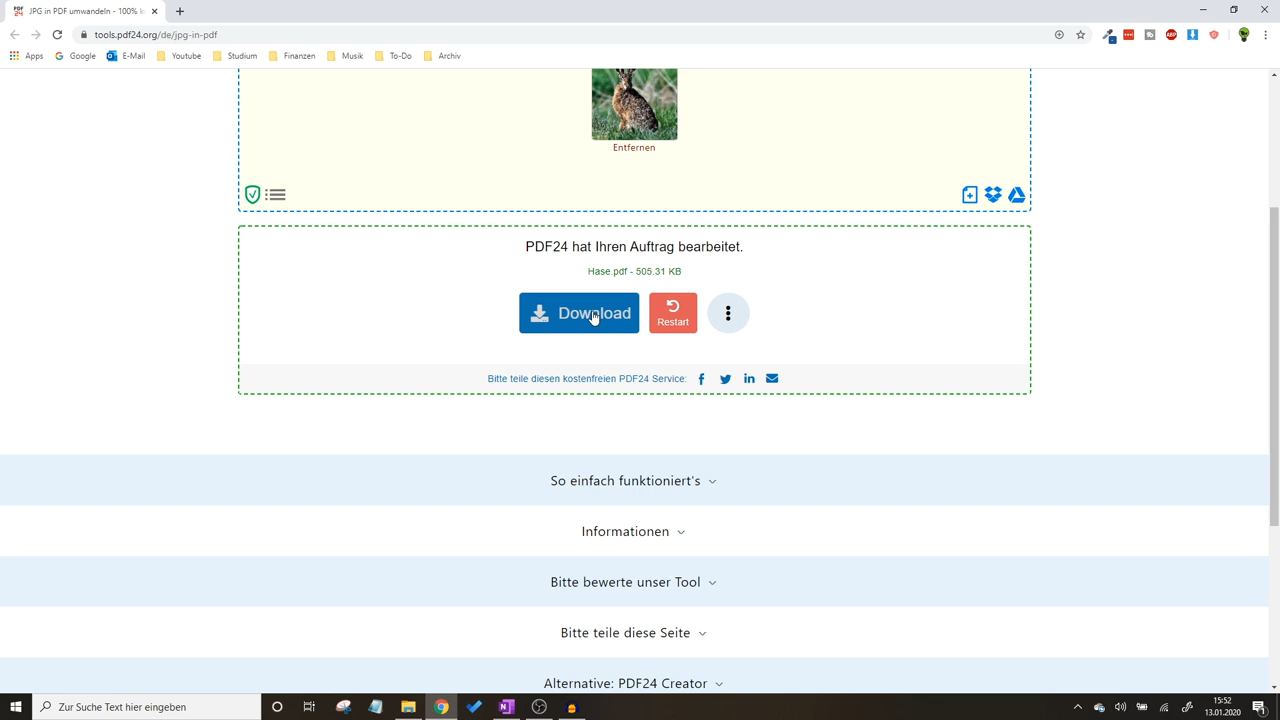 JPG in PDF umwandeln - 100% k
tools.pdf24.org/de/jpg-in-pdf
Apps Google E-Mail Youtube Studium Finanzen Musik To-Do Archiv
Entfernen
PDF24 hat Ihren Auftrag bearbeitet.
Hase.pdf - 505.31 KB
Download
Restart
Bitte teile diesen kostenfreien PDF24 Service:
So einfach funktioniert's
Informationen
Bitte bewerte unser Tool
Bitte teile diese Seite
Alternative: PDF24 Creator
Zur Suche Text hier eingeben
15:52
13.01.2020